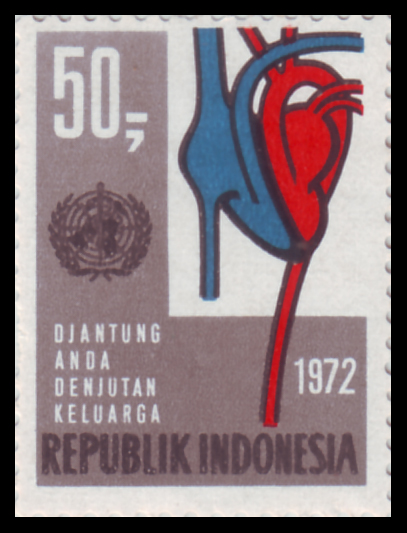 50,-
DJANTUNG
ANDA
DENJUTAN
KELUARGA
1972
REPUBLIK INDONESIA